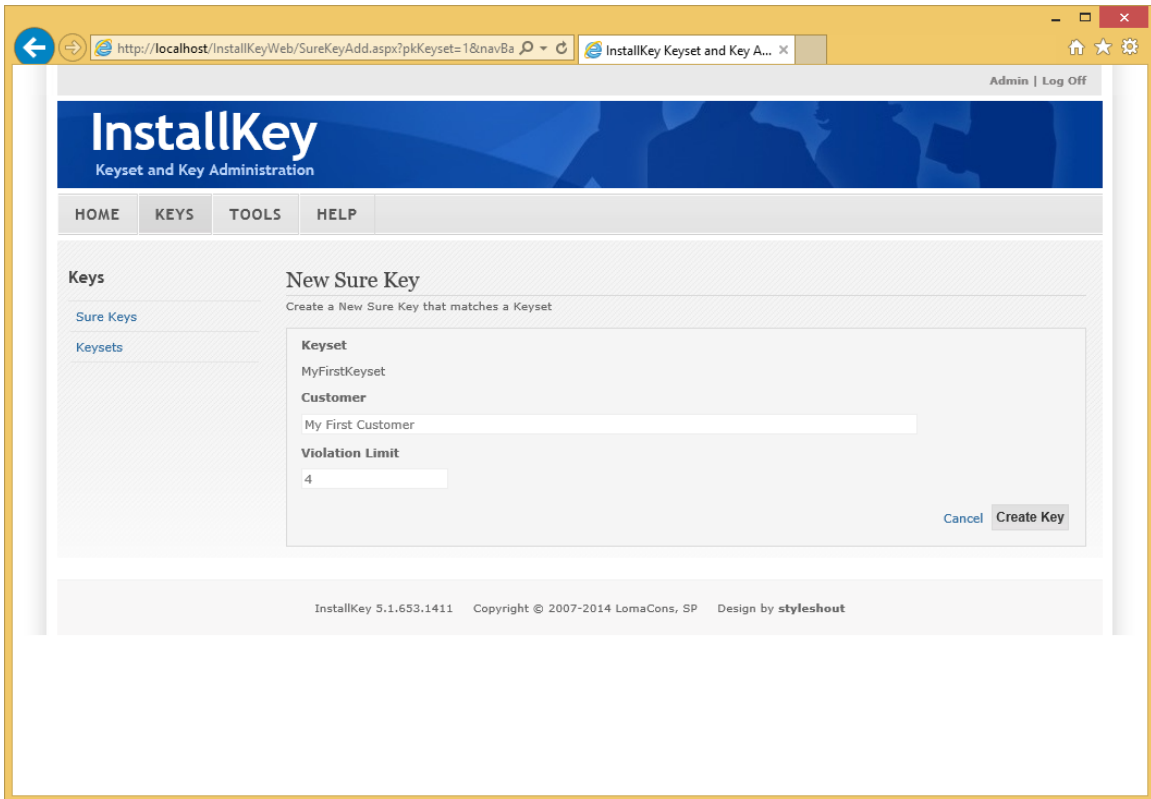 http://localhost/InstallKeyWeb/SureKeyAdd.aspx?pkKeyset=1&navBa
InstallKey Keyset and Key A...
Admin | Log Off
InstallKey
Keyset and Key Administration
HOME KEYS TOOLS HELP
Keys
Sure Keys
Keysets
New Sure Key
Create a New Sure Key that matches a Keyset
Keyset
MyFirstKeyset
Customer
My First Customer
Violation Limit
4
Cancel Create Key
InstallKey 5.1.653.1411 Copyright © 2007-2014 LomaCons, SP Design by styleshout